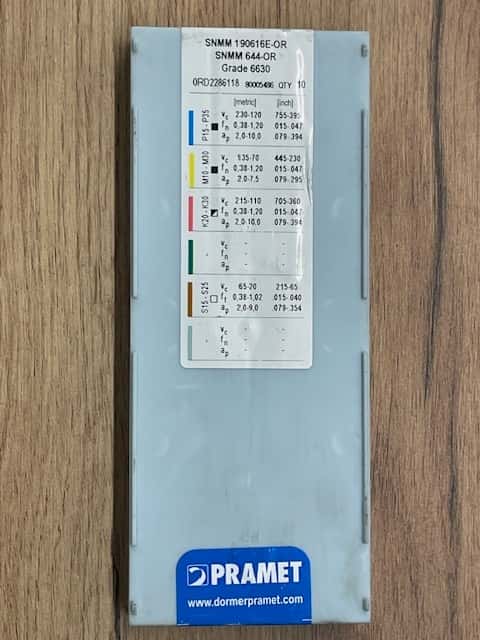 SNMM 190616E-OR
SNMM 644-OR
Grade 6630
0RD2286118 80005486 QTY 10
[metric] [inch]
P15 - P35
vc 230-120 755-395
fn 0,38-1,20 .015-.047
ap 2,0-10,0 .079-.394
M10 - M30
vc 135-70 445-230
fn 0,38-1,20 .015-.047
ap 2,0-7,5 .079-.295
K20 - K30
vc 215-110 705-360
fn 0,38-1,20 .015-.047
ap 2,0-10,0 .079-.394
-
vc - -
fn - -
ap - -
S15 - S25
vc 65-20 215-65
ff 0,38-1,02 .015-.040
ap 2,0-9,0 .079-.354
-
vc - -
fn - -
ap - -
PRAMET
www.dormerpramet.com